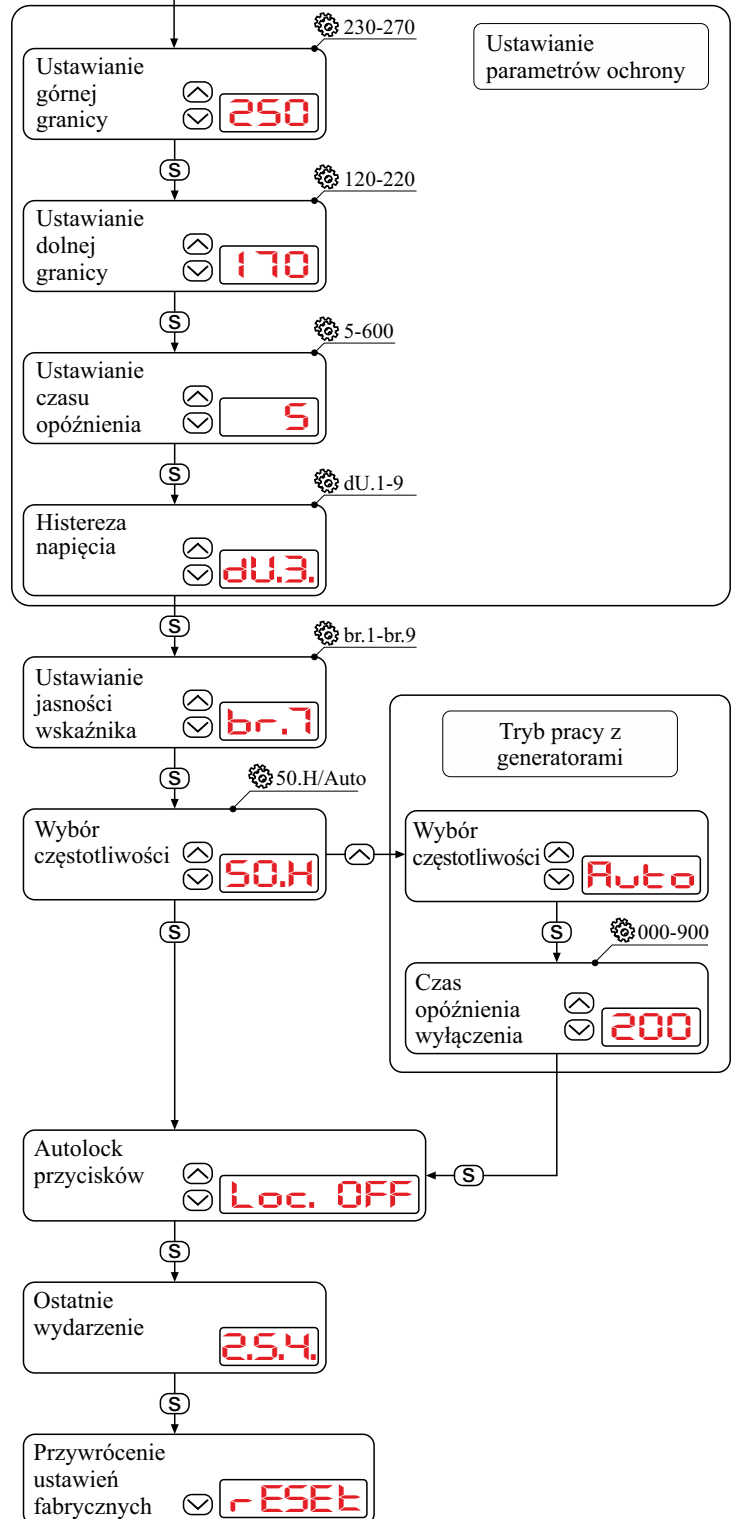 230-270
Ustawianie
parametrów ochrony
Ustawianie
górnej
granicy
250
S
120-220
Ustawianie
dolnej
granicy
170
S
5-600
Ustawianie
czasu
opóźnienia
5
S
dU.1-9
Histereza
napięcia
dU.3.
S
br.1-br.9
Ustawianie
jasności
wskaźnika
br.7
Tryb pracy z
generatorami
S
50.H/Auto
Wybór
częstotliwości
50.H
Wybór
częstotliwości
Auto
S
S
000-900
Czas
opóźnienia
wyłączenia
200
Autolock
przycisków
Loc. OFF
S
S
Ostatnie
wydarzenie
2.5.4.
S
Przywrócenie
ustawień
fabrycznych
rESEt